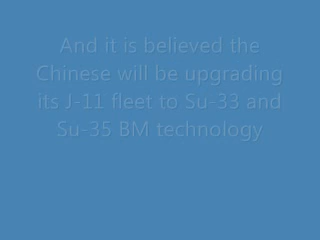 And it is believed the
Chinese will be upgrading
its J-11 fleet to Su-33 and
Su-35 BM technology